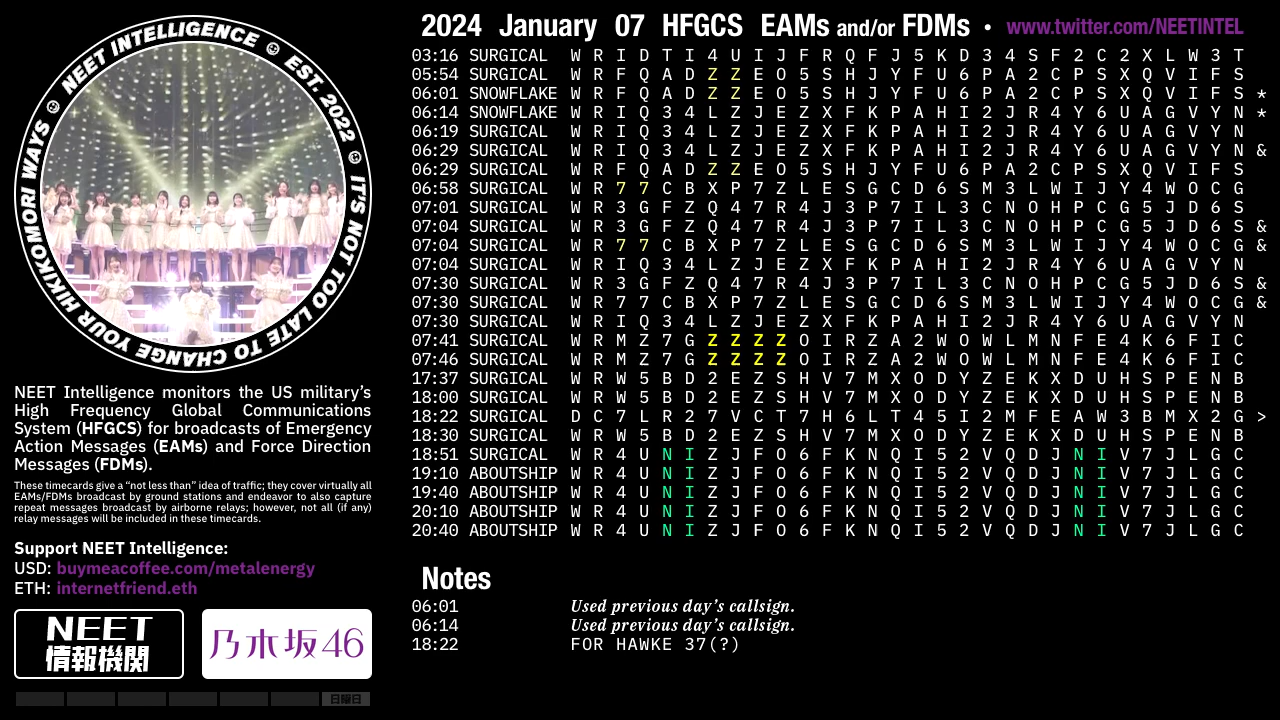 NEET INTELLIGENCE ☺ EST. 2022 ☺ IT'S NOT TOO LATE TO CHANGE YOUR HIKIKOMORI WAYS ☺
NEET Intelligence monitors the US military's
High Frequency Global Communications
System (HFGCS) for broadcasts of Emergency
Action Messages (EAMs) and Force Direction
Messages (FDMs).
These timecards give a "not less than" idea of traffic; they cover virtually all
EAMs/FDMs broadcast by ground stations and endeavor to also capture
repeat messages broadcast by airborne relays; however, not all (if any)
relay messages will be included in these timecards.
Support NEET Intelligence:
USD: buymeacoffee.com/metalenergy
ETH: internetfriend.eth
NEET
情報機関
乃木坂46
日曜日
2024 January 07 HFGCS EAMs and/or FDMs • www.twitter.com/NEETINTEL
03:16 SURGICAL W R I D T I 4 U I J F R Q F J 5 K D 3 4 S F 2 C 2 X L W 3 T
05:54 SURGICAL W R F Q A D Z Z E O 5 S H J Y F U 6 P A 2 C P S X Q V I F S
06:01 SNOWFLAKE W R F Q A D Z Z E O 5 S H J Y F U 6 P A 2 C P S X Q V I F S *
06:14 SNOWFLAKE W R I Q 3 4 L Z J E Z X F K P A H I 2 J R 4 Y 6 U A G V Y N *
06:19 SURGICAL W R I Q 3 4 L Z J E Z X F K P A H I 2 J R 4 Y 6 U A G V Y N
06:29 SURGICAL W R I Q 3 4 L Z J E Z X F K P A H I 2 J R 4 Y 6 U A G V Y N &
06:29 SURGICAL W R F Q A D Z Z E O 5 S H J Y F U 6 P A 2 C P S X Q V I F S
06:58 SURGICAL W R 7 7 C B X P 7 Z L E S G C D 6 S M 3 L W I J Y 4 W O C G
07:01 SURGICAL W R 3 G F Z Q 4 7 R 4 J 3 P 7 I L 3 C N O H P C G 5 J D 6 S
07:04 SURGICAL W R 3 G F Z Q 4 7 R 4 J 3 P 7 I L 3 C N O H P C G 5 J D 6 S &
07:04 SURGICAL W R 7 7 C B X P 7 Z L E S G C D 6 S M 3 L W I J Y 4 W O C G &
07:04 SURGICAL W R I Q 3 4 L Z J E Z X F K P A H I 2 J R 4 Y 6 U A G V Y N
07:30 SURGICAL W R 3 G F Z Q 4 7 R 4 J 3 P 7 I L 3 C N O H P C G 5 J D 6 S &
07:30 SURGICAL W R 7 7 C B X P 7 Z L E S G C D 6 S M 3 L W I J Y 4 W O C G &
07:30 SURGICAL W R I Q 3 4 L Z J E Z X F K P A H I 2 J R 4 Y 6 U A G V Y N
07:41 SURGICAL W R M Z 7 G Z Z Z Z O I R Z A 2 W O W L M N F E 4 K 6 F I C
07:46 SURGICAL W R M Z 7 G Z Z Z Z O I R Z A 2 W O W L M N F E 4 K 6 F I C
17:37 SURGICAL W R W 5 B D 2 E Z S H V 7 M X O D Y Z E K X D U H S P E N B
18:00 SURGICAL W R W 5 B D 2 E Z S H V 7 M X O D Y Z E K X D U H S P E N B
18:22 SURGICAL D C 7 L R 2 7 V C T 7 H 6 L T 4 5 I 2 M F E A W 3 B M X 2 G >
18:30 SURGICAL W R W 5 B D 2 E Z S H V 7 M X O D Y Z E K X D U H S P E N B
18:51 SURGICAL W R 4 U N I Z J F O 6 F K N Q I 5 2 V Q D J N I V 7 J L G C
19:10 ABOUTSHIP W R 4 U N I Z J F O 6 F K N Q I 5 2 V Q D J N I V 7 J L G C
19:40 ABOUTSHIP W R 4 U N I Z J F O 6 F K N Q I 5 2 V Q D J N I V 7 J L G C
20:10 ABOUTSHIP W R 4 U N I Z J F O 6 F K N Q I 5 2 V Q D J N I V 7 J L G C
20:40 ABOUTSHIP W R 4 U N I Z J F O 6 F K N Q I 5 2 V Q D J N I V 7 J L G C
Notes
06:01 Used previous day's callsign.
06:14 Used previous day's callsign.
18:22 FOR HAWKE 37(?)